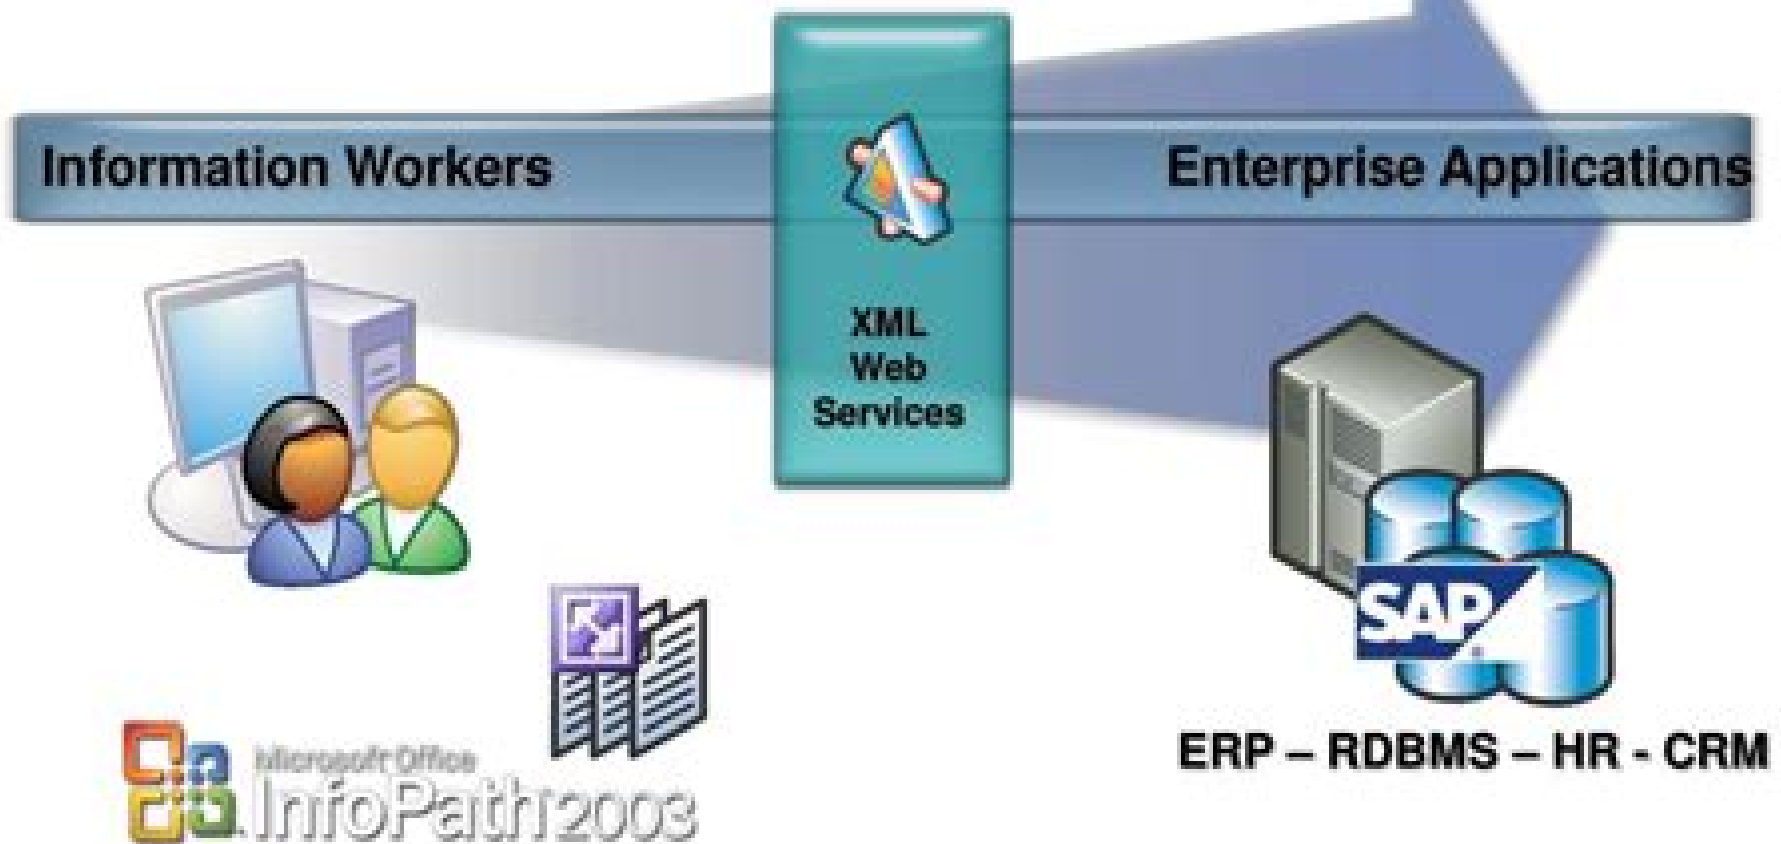 Information Workers
Enterprise Applications
XML
Web
Services
SAP
ERP – RDBMS – HR - CRM
Microsoft Office
InfoPath 2003